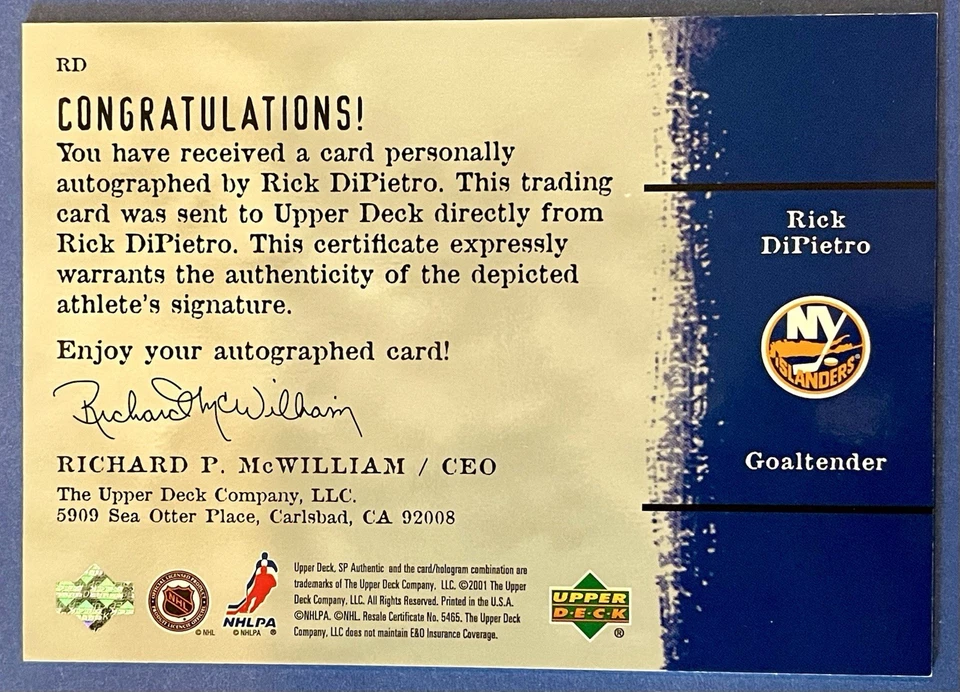 RD
CONGRATULATIONS!
You have received a card personally
autographed by Rick DiPietro. This trading
card was sent to Upper Deck directly from
Rick DiPietro. This certificate expressly
warrants the authenticity of the depicted
athlete's signature.
Enjoy your autographed card!
Richard McWilliam
RICHARD P. McWILLIAM / CEO
The Upper Deck Company, LLC.
5909 Sea Otter Place, Carlsbad, CA 92008
NHL
© NHL
NHLPA
© NHLPA ®
Upper Deck, SP Authentic and the card/hologram combination are
trademarks of The Upper Deck Company, LLC. ©2001 The Upper
Deck Company, LLC. All Rights Reserved. Printed in the U.S.A.
©NHLPA. ©NHL. Resale Certificate No. 5465. The Upper Deck
Company, LLC does not maintain E&O Insurance Coverage.
UPPER
D·E·C·K
®
Rick
DiPietro
NY
ISLANDERS
Goaltender